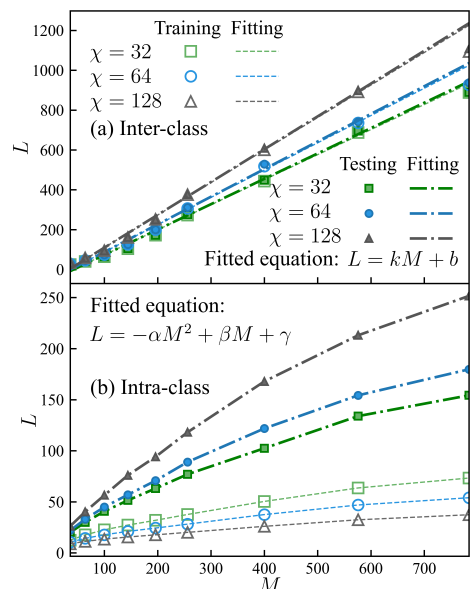 Training Fitting
χ = 32
χ = 64
χ = 128
(a) Inter-class
Testing Fitting
χ = 32
χ = 64
χ = 128
Fitted equation: L = kM + b
L
1200
1000
800
600
400
200
0
Fitted equation:
L = −αM² + βM + γ
(b) Intra-class
L
250
200
150
100
50
0
100 200 300 400 500 600 700
M